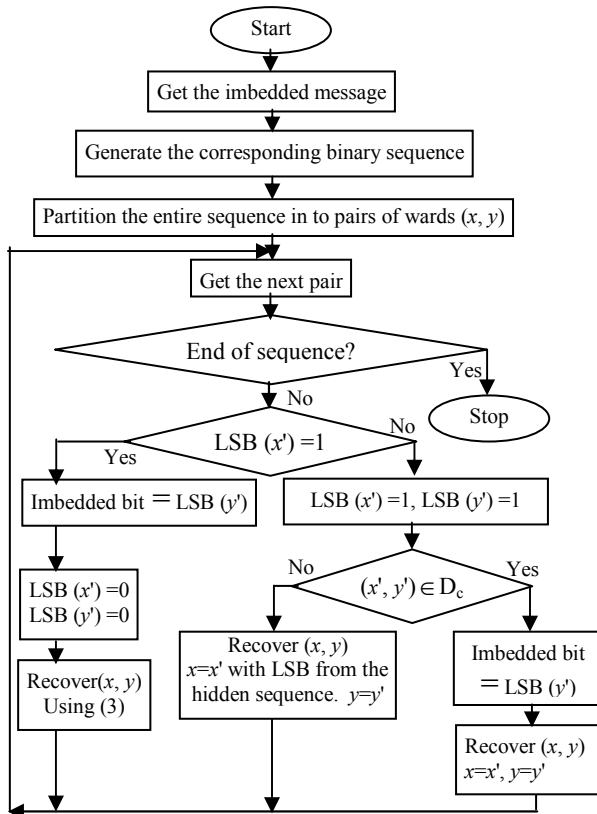 Start
Get the imbedded message
Generate the corresponding binary sequence
Partition the entire sequence in to pairs of wards (x, y)
Get the next pair
End of sequence?
Yes
No
Stop
LSB (x') =1
Yes
No
Imbedded bit = LSB (y')
LSB (x') =1, LSB (y') =1
LSB (x') =0
LSB (y') =0
No
(x', y') ∈ Dc
Yes
Recover(x, y)
Using (3)
Recover (x, y)
x=x' with LSB from the
hidden sequence. y=y'
Imbedded bit
= LSB (y')
Recover (x, y)
x=x', y=y'